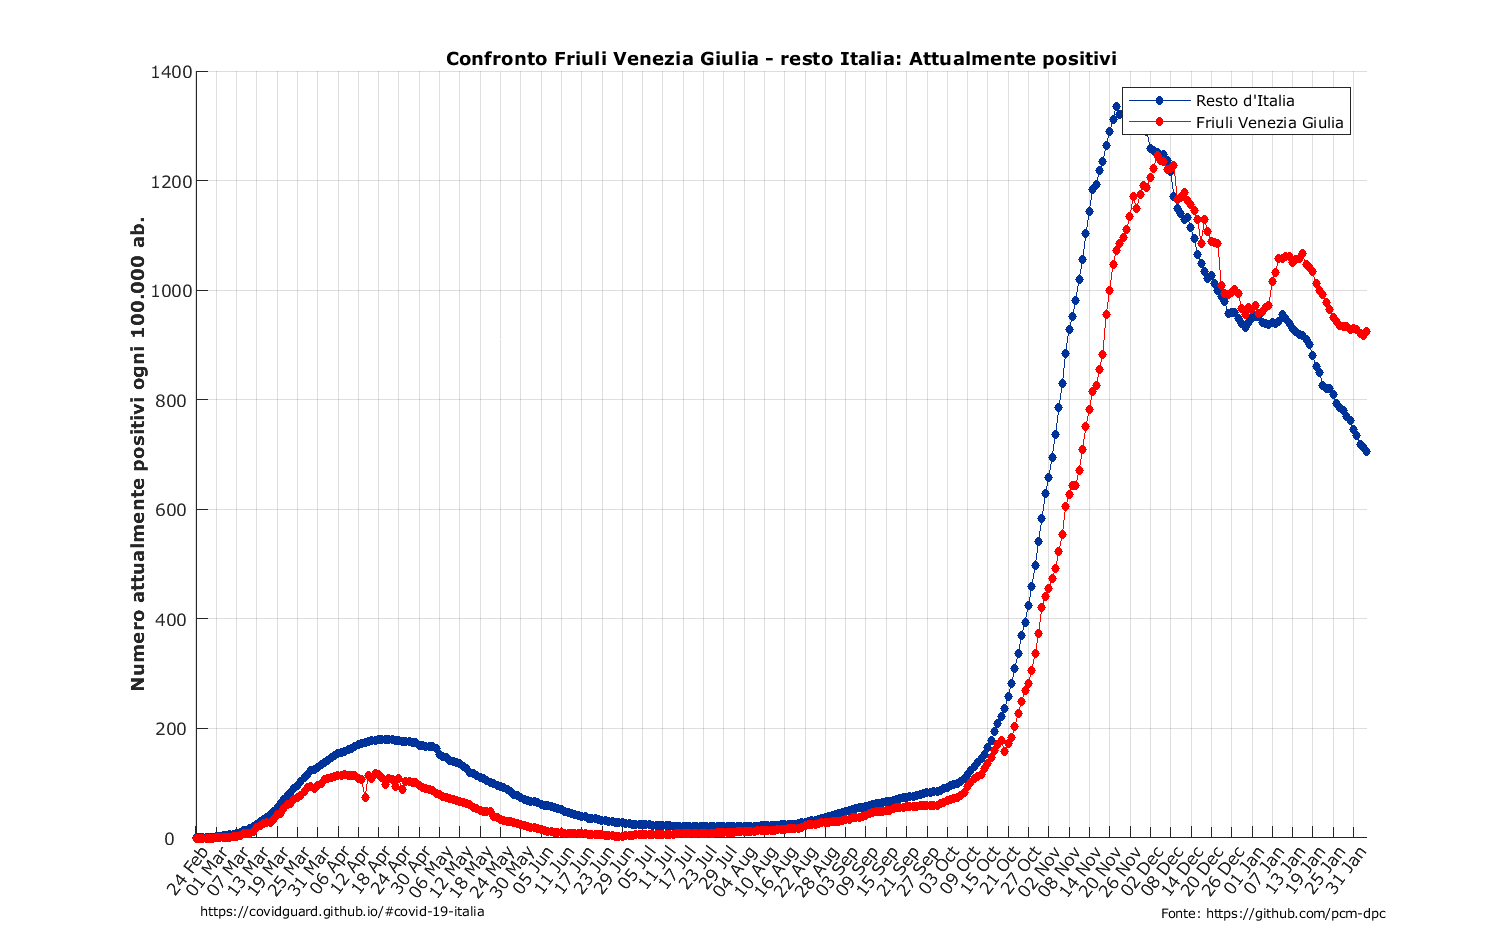 Confronto Friuli Venezia Giulia - resto Italia: Attualmente positivi
Numero attualmente positivi ogni 100.000 ab.
1400
1200
1000
800
600
400
200
0
Resto d'Italia
Friuli Venezia Giulia
24 Feb
01 Mar
07 Mar
13 Mar
19 Mar
25 Mar
31 Mar
06 Apr
12 Apr
18 Apr
24 Apr
30 Apr
06 May
12 May
18 May
24 May
30 May
05 Jun
11 Jun
17 Jun
23 Jun
29 Jun
05 Jul
11 Jul
17 Jul
23 Jul
29 Jul
04 Aug
10 Aug
16 Aug
22 Aug
28 Aug
03 Sep
09 Sep
15 Sep
21 Sep
27 Sep
03 Oct
09 Oct
15 Oct
21 Oct
27 Oct
02 Nov
08 Nov
14 Nov
20 Nov
26 Nov
02 Dec
08 Dec
14 Dec
20 Dec
26 Dec
01 Jan
07 Jan
13 Jan
19 Jan
25 Jan
31 Jan
https://covidguard.github.io/#covid-19-italia
Fonte: https://github.com/pcm-dpc